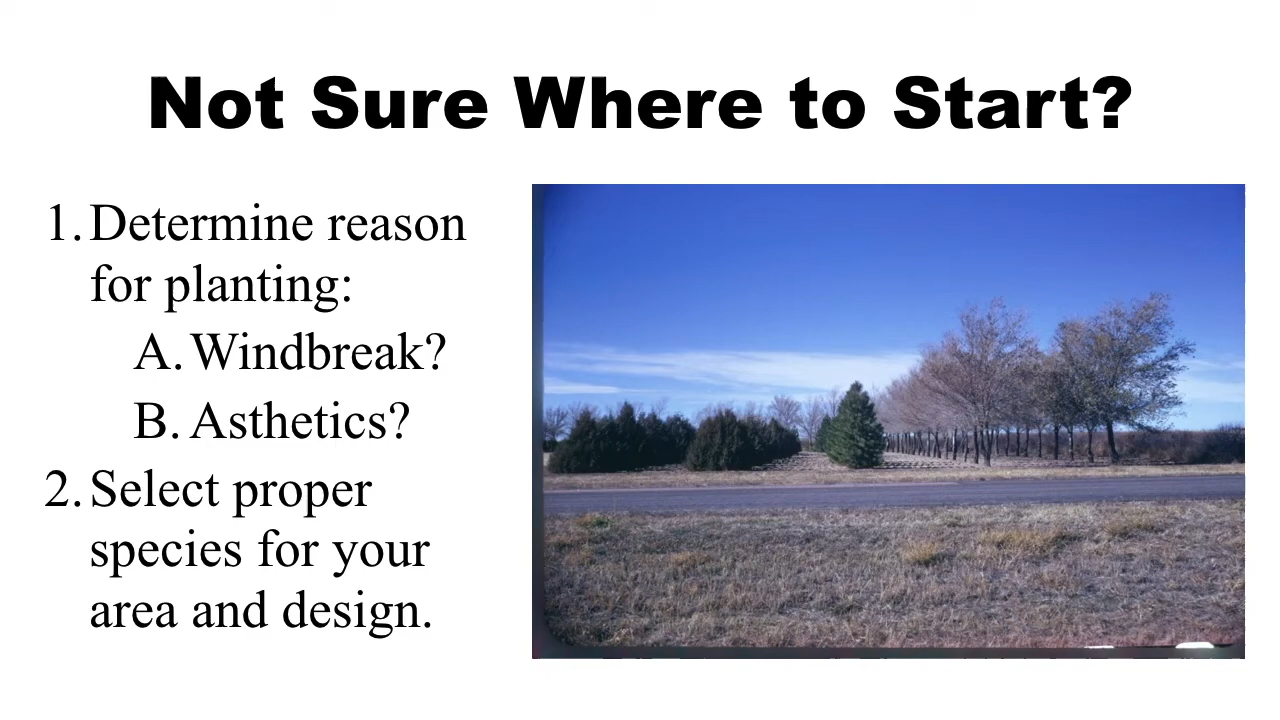 Not Sure Where to Start?
1. Determine reason
for planting:
A. Windbreak?
B. Asthetics?
2. Select proper
species for your
area and design.